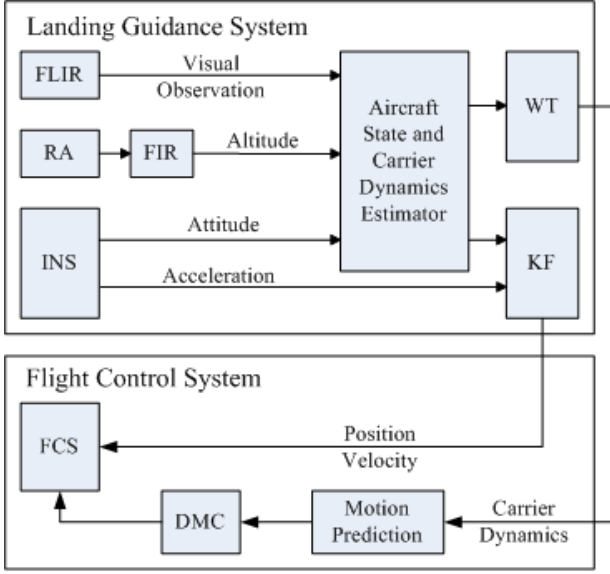 Landing Guidance System
FLIR
Visual
Observation
RA
FIR
Altitude
INS
Attitude
Acceleration
Aircraft
State and
Carrier
Dynamics
Estimator
WT
KF
Flight Control System
FCS
Position
Velocity
DMC
Motion
Prediction
Carrier
Dynamics